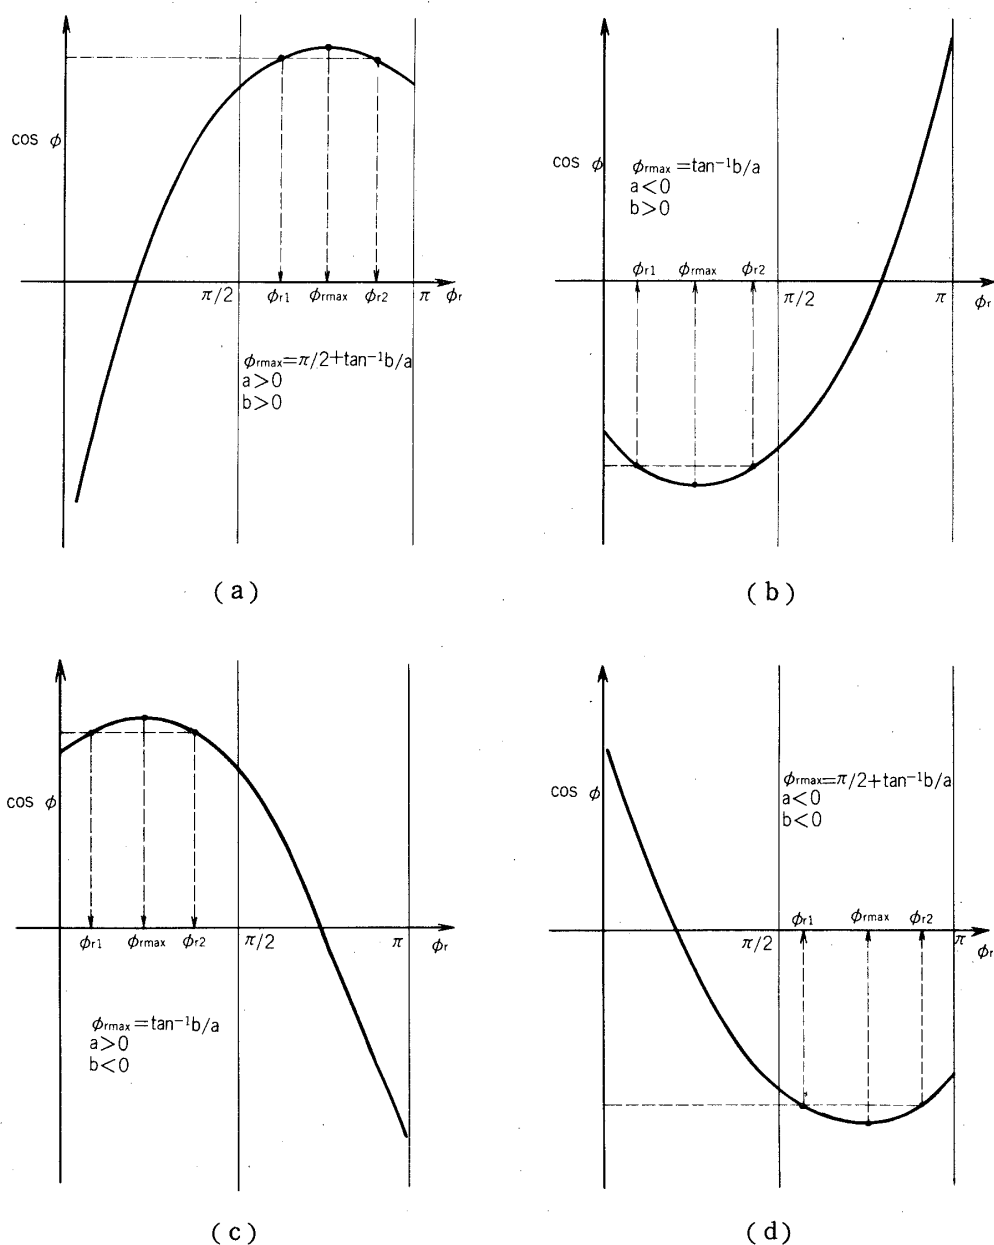 cos ϕ
π/2 ϕr1 ϕrmax ϕr2 π ϕr
ϕrmax=π/2+tan⁻¹b/a
a>0
b>0
(a)
cos ϕ
ϕrmax=tan⁻¹b/a
a<0
b>0
ϕr1 ϕrmax ϕr2
π/2 π ϕr
(b)
cos ϕ
ϕr1 ϕrmax ϕr2 π/2 π ϕr
ϕrmax=tan⁻¹b/a
a>0
b<0
(c)
cos ϕ
ϕrmax=π/2+tan⁻¹b/a
a<0
b<0
ϕr1 ϕrmax ϕr2
π/2 π ϕr
(d)